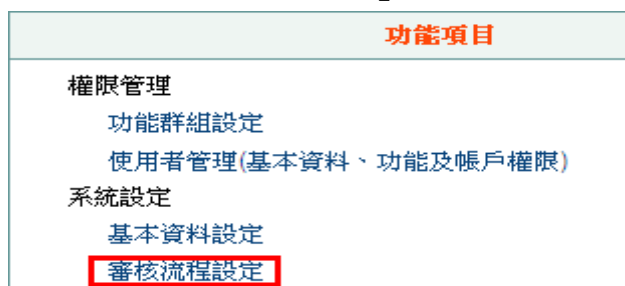 功能項目
權限管理
功能群組設定
使用者管理(基本資料、功能及帳戶權限)
系統設定
基本資料設定
審核流程設定